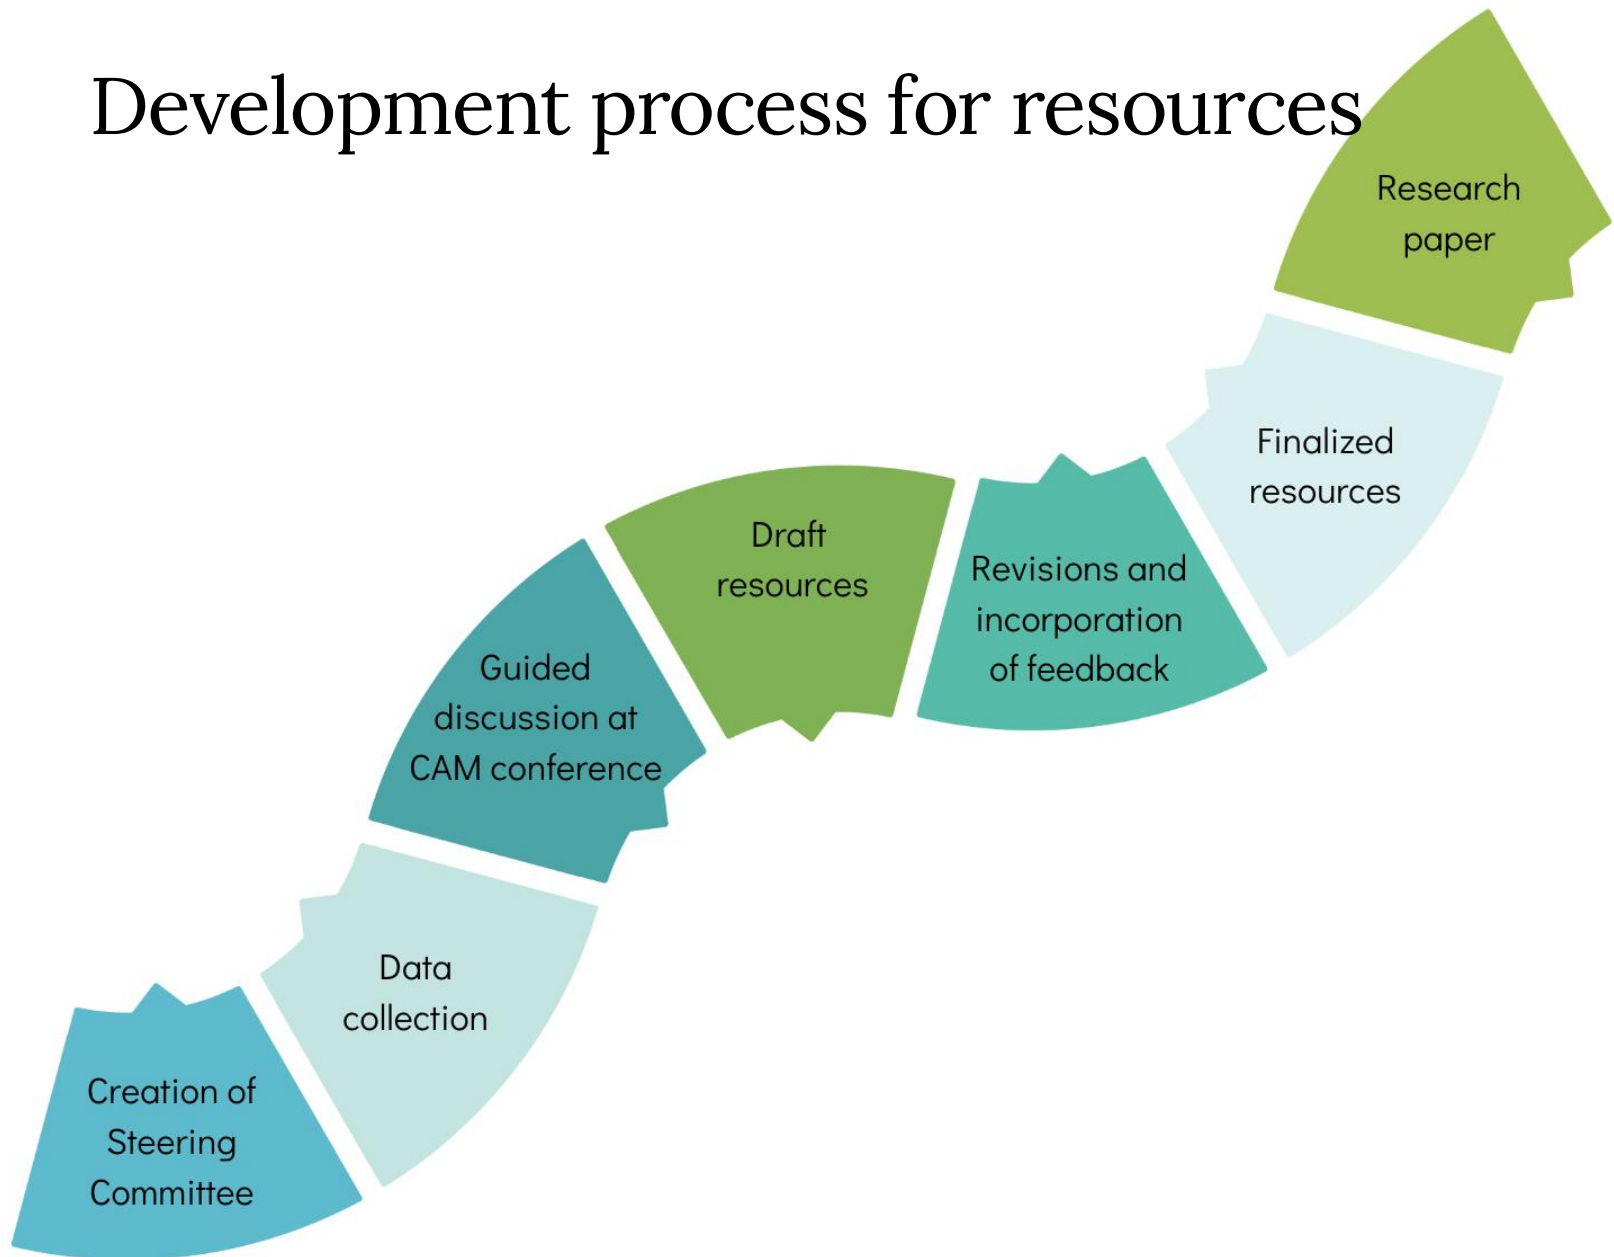 Development process for resources
Research
paper
Finalized
resources
Revisions and
incorporation
of feedback
Draft
resources
Guided
discussion at
CAM conference
Data
collection
Creation of
Steering
Committee